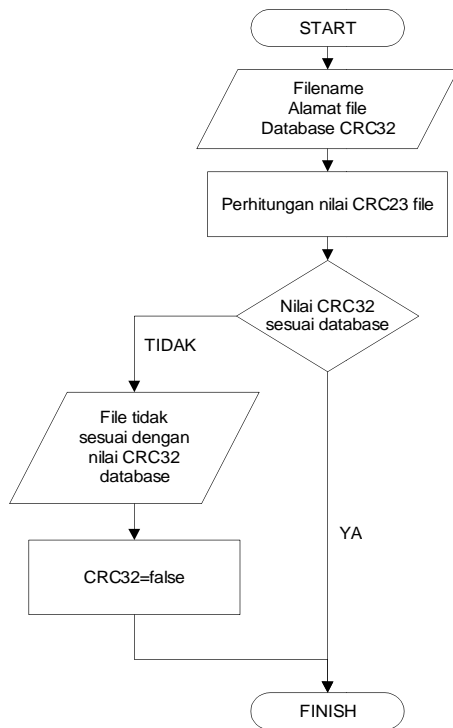 START
Filename
Alamat file
Database CRC32
Perhitungan nilai CRC23 file
Nilai CRC32
sesuai database
TIDAK
File tidak
sesuai dengan
nilai CRC32
database
YA
CRC32=false
FINISH